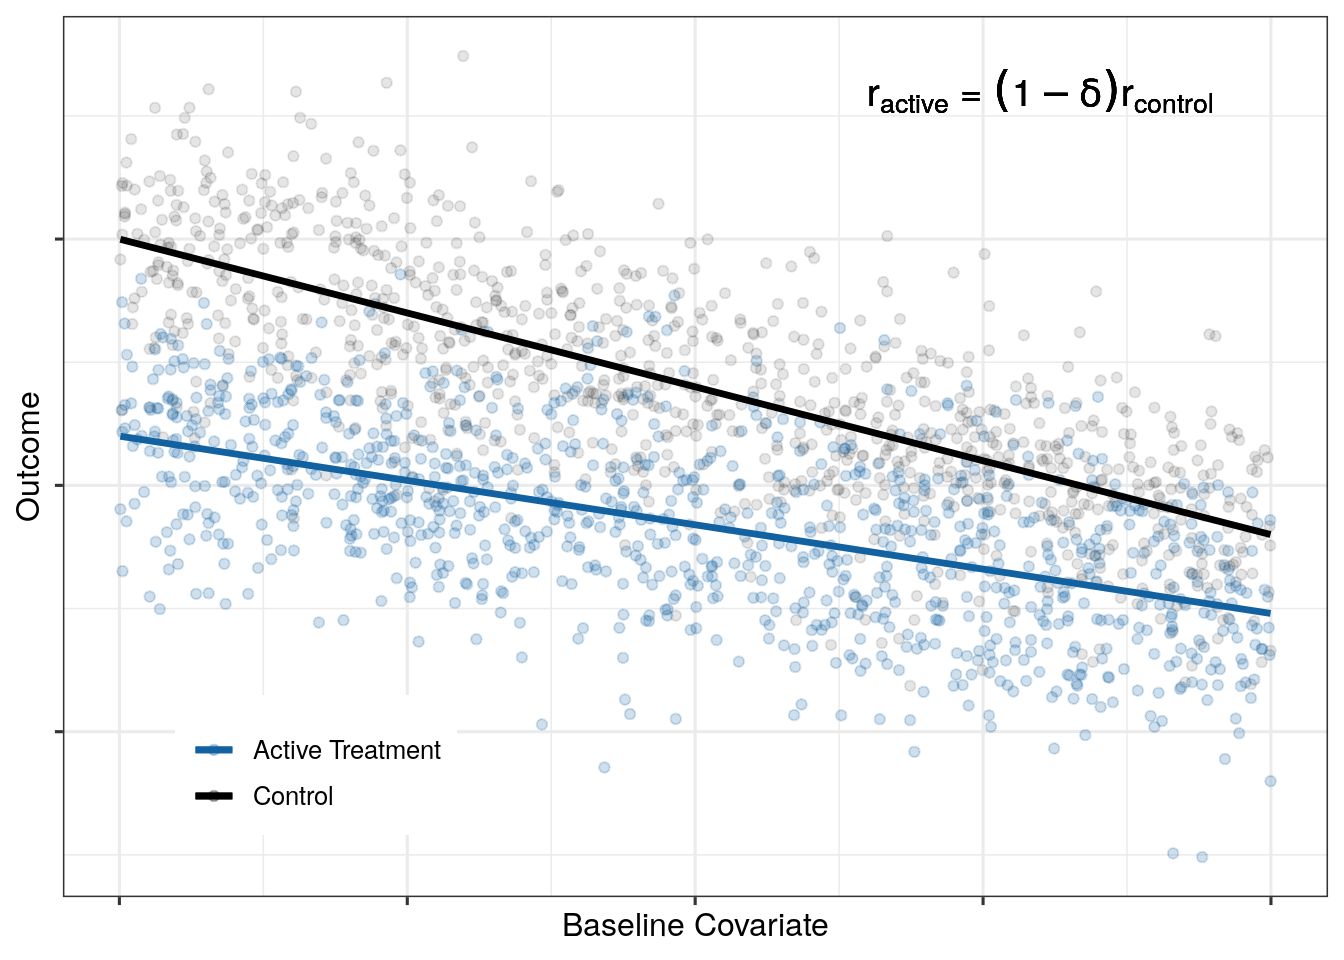 r_active = (1 − δ)r_control
Outcome
Active Treatment
Control
Baseline Covariate